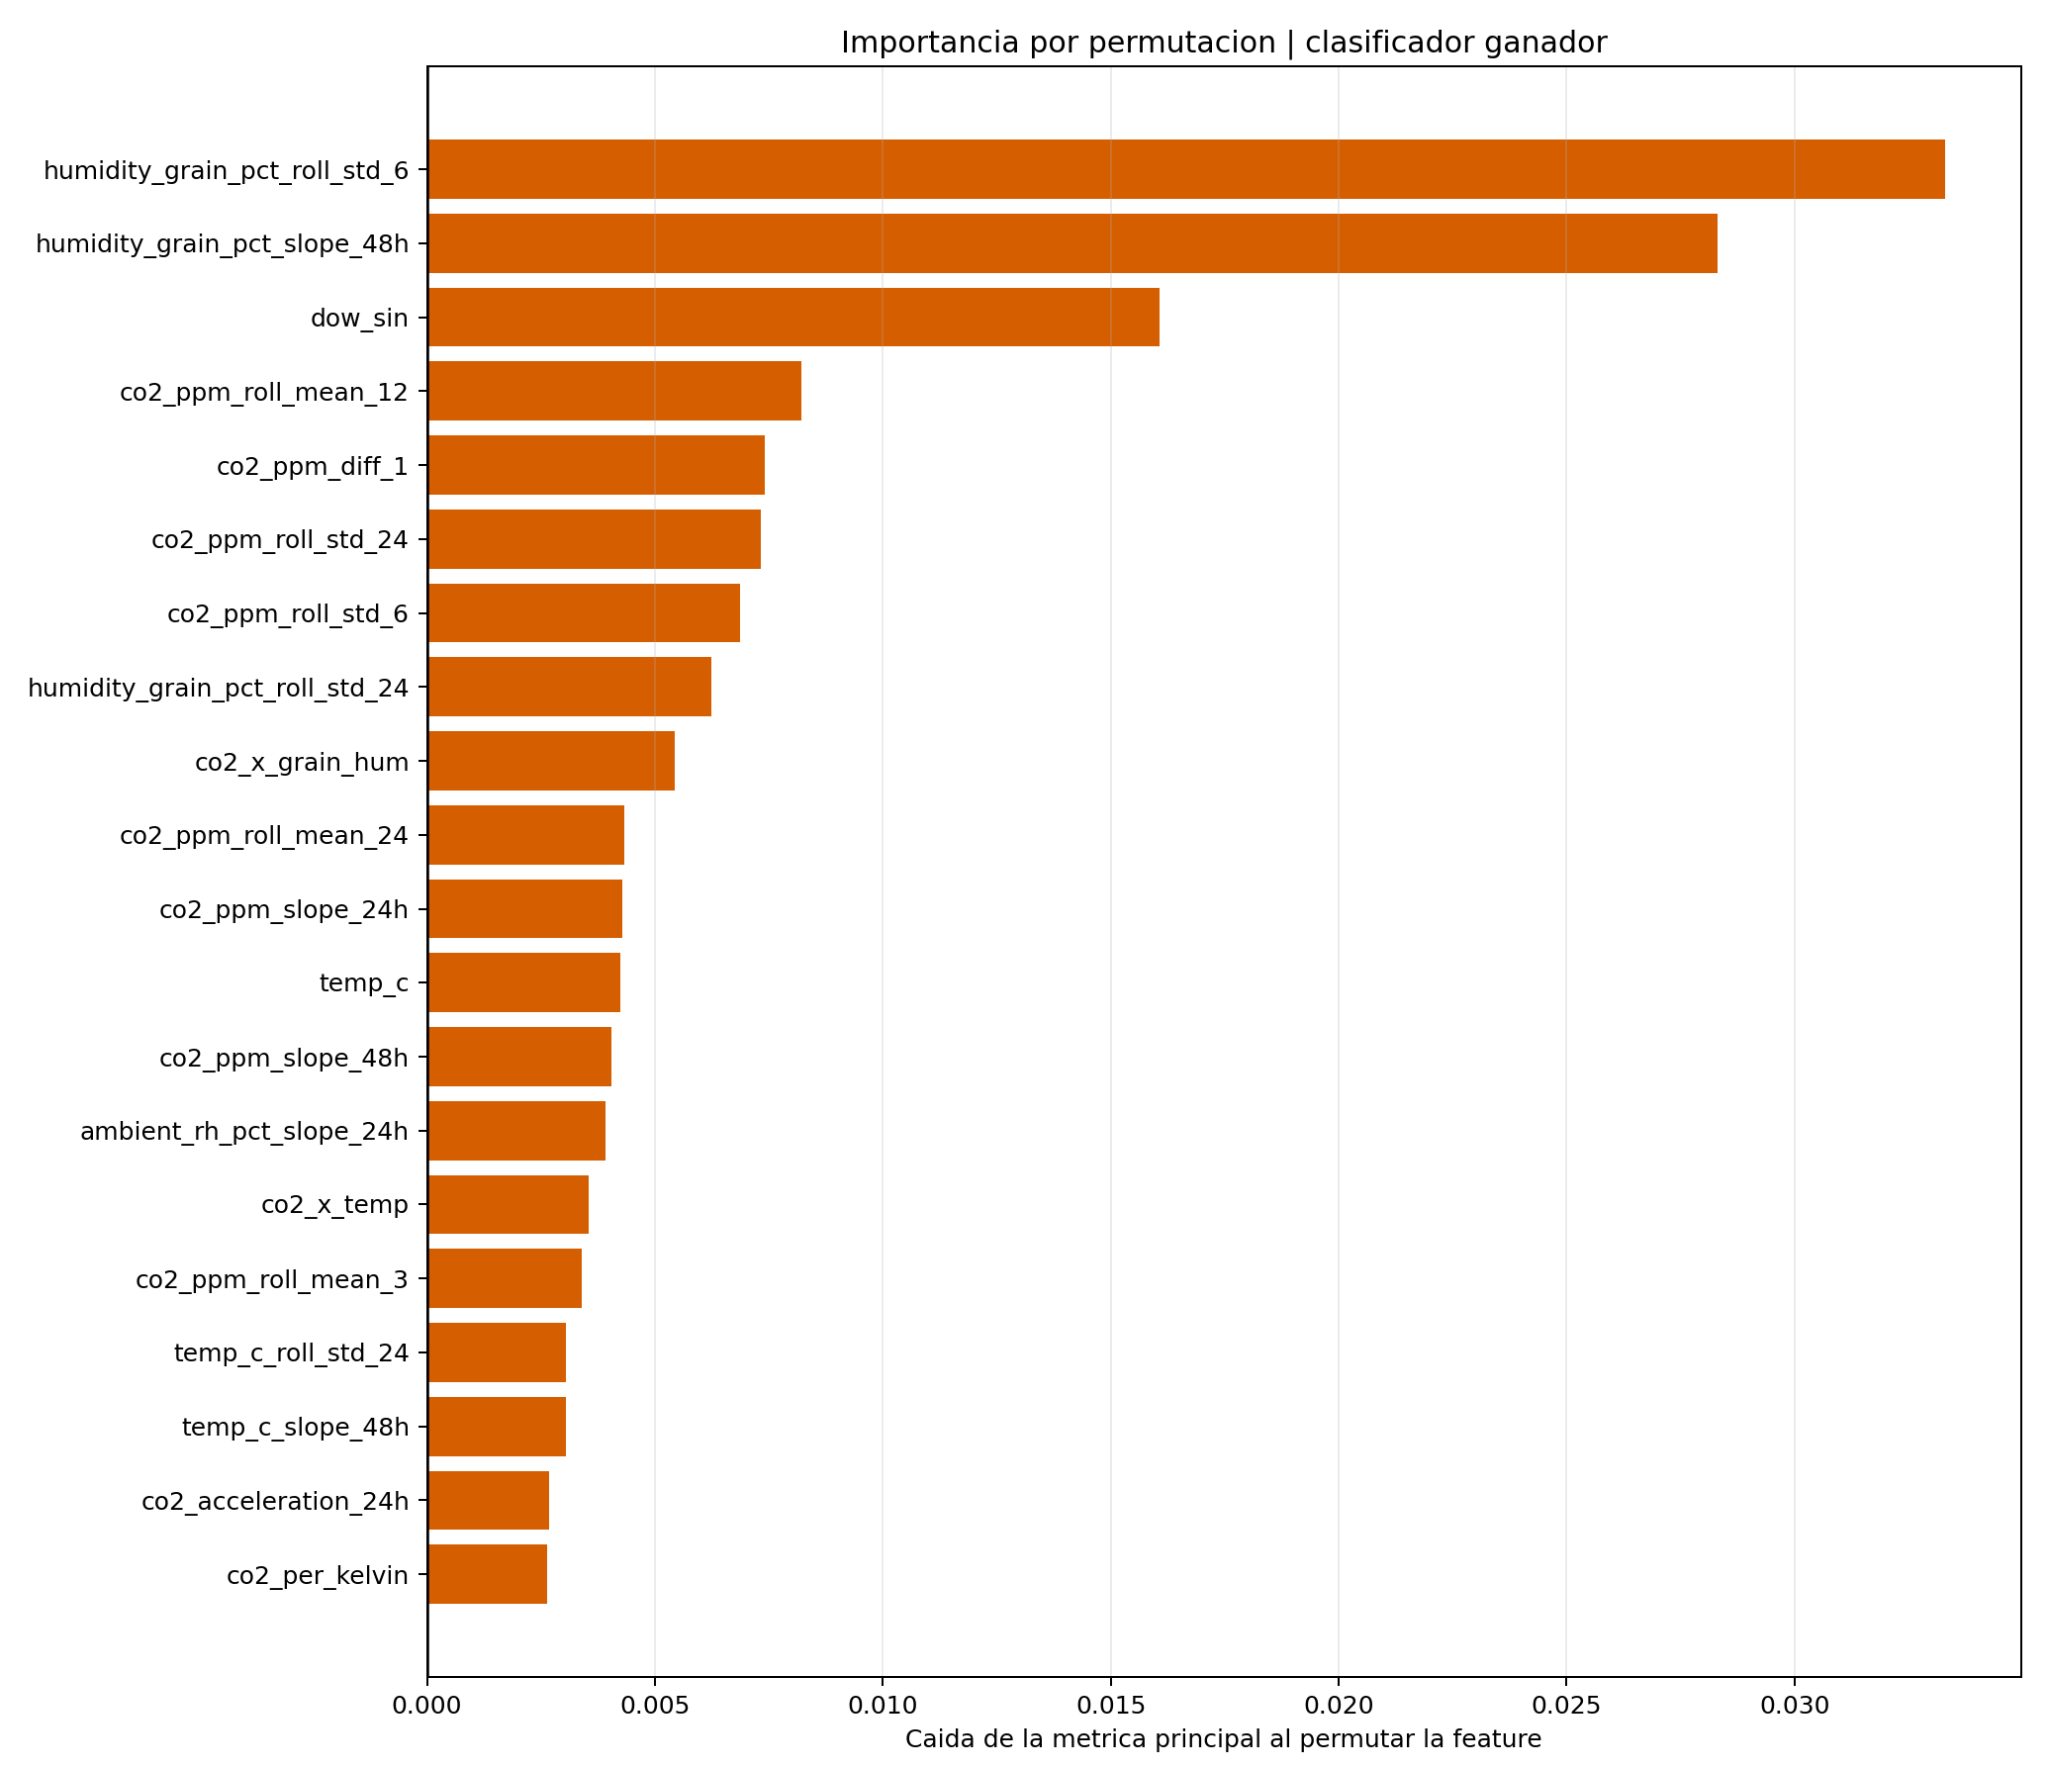 Importancia por permutacion | clasificador ganador
humidity_grain_pct_roll_std_6
humidity_grain_pct_slope_48h
dow_sin
co2_ppm_roll_mean_12
co2_ppm_diff_1
co2_ppm_roll_std_24
co2_ppm_roll_std_6
humidity_grain_pct_roll_std_24
co2_x_grain_hum
co2_ppm_roll_mean_24
co2_ppm_slope_24h
temp_c
co2_ppm_slope_48h
ambient_rh_pct_slope_24h
co2_x_temp
co2_ppm_roll_mean_3
temp_c_roll_std_24
temp_c_slope_48h
co2_acceleration_24h
co2_per_kelvin
0.000 0.005 0.010 0.015 0.020 0.025 0.030
Caida de la metrica principal al permutar la feature